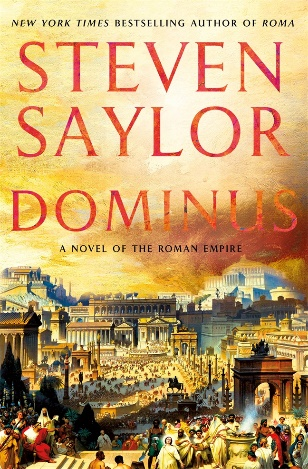 NEW YORK TIMES BESTSELLING AUTHOR OF ROMA
STEVEN
SAYLOR
DOMINUS
A NOVEL OF THE ROMAN EMPIRE